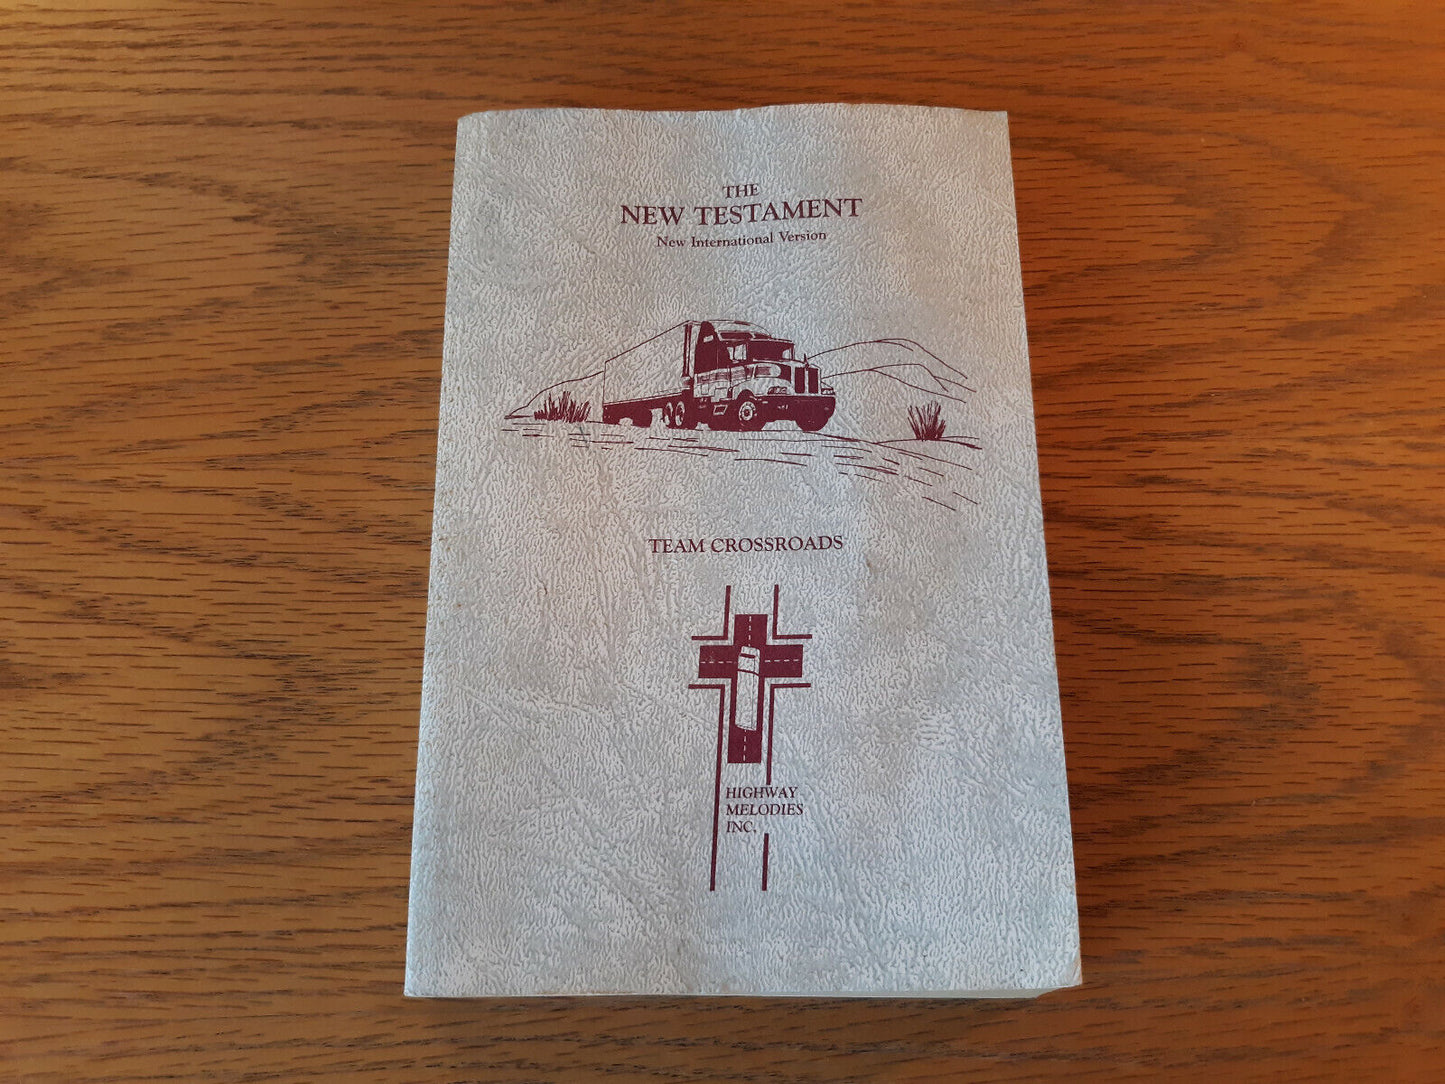 THE
NEW TESTAMENT
New International Version
TEAM CROSSROADS
HIGHWAY
MELODIES
INC.